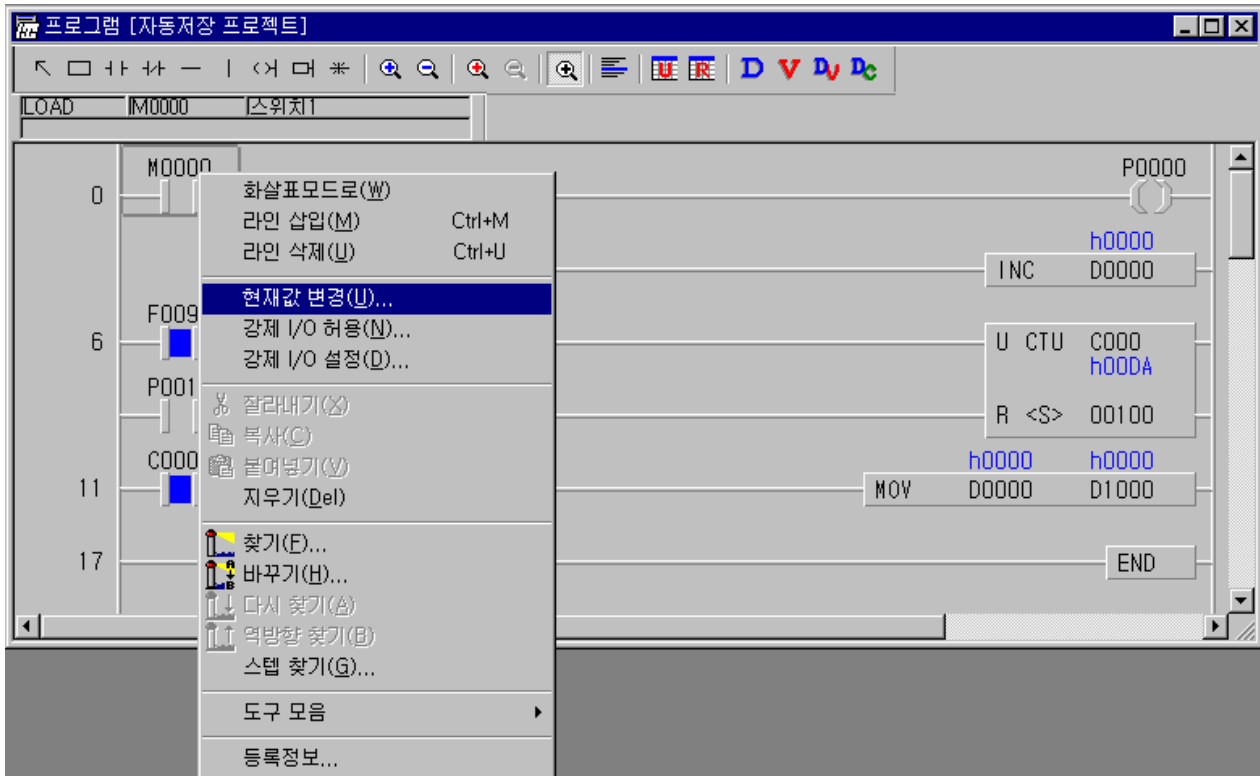 프로그램 [자동저장 프로젝트]
U R D V DV DC
LOAD M0000 스위치1
M0000 P0000
0
화살표모드로(W)
라인 삽입(M) Ctrl+M
라인 삭제(U) Ctrl+U
h0000
INC D0000
현재값 변경(U)...
F009
강제 I/O 허용(N)...
6 U CTU C000
강제 I/O 설정(D)...
h00DA
P001
잘라내기(X)
R <S> 00100
복사(C)
C000 h0000 h0000
붙여넣기(V)
11 MOV D0000 D1000
지우기(Del)
찾기(F)...
17 END
바꾸기(H)...
다시 찾기(A)
역방향 찾기(B)
스텝 찾기(G)...
도구 모음
등록정보...